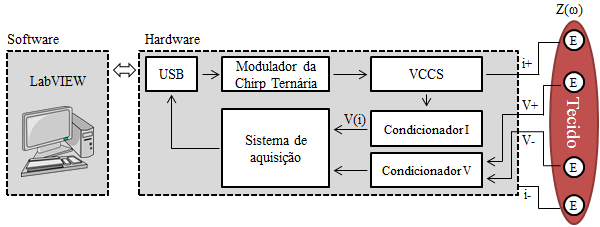 Z(ω)
Software
Hardware
LabVIEW
USB
Modulador da
Chirp Ternária
VCCS
i+
E
V+
E
V(i)
Condicionador I
Sistema de
aquisição
Tecido
V-
Condicionador V
E
i-
E